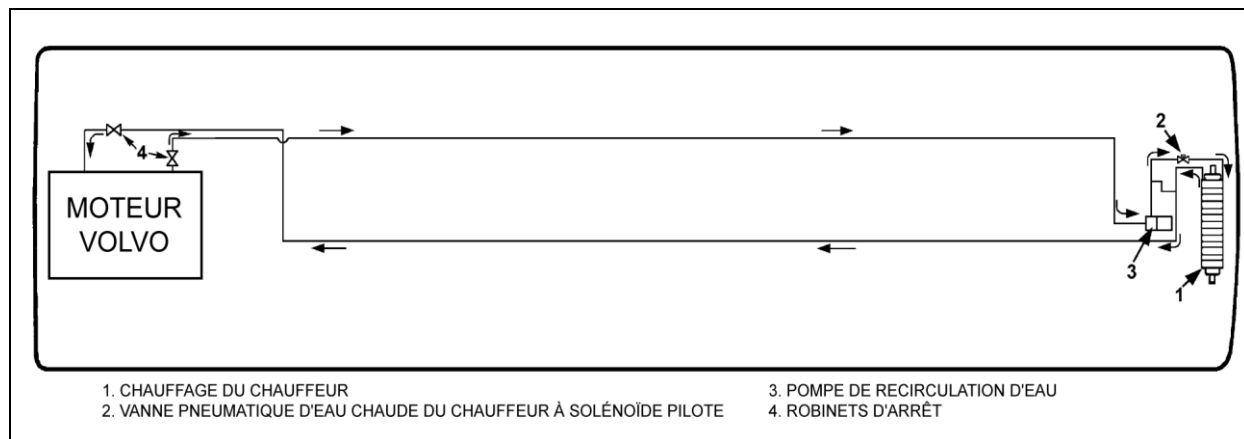 4
MOTEUR
VOLVO
2
3
1
1. CHAUFFAGE DU CHAUFFEUR
2. VANNE PNEUMATIQUE D'EAU CHAUDE DU CHAUFFEUR À SOLÉNOÏDE PILOTE
3. POMPE DE RECIRCULATION D'EAU
4. ROBINETS D'ARRÊT